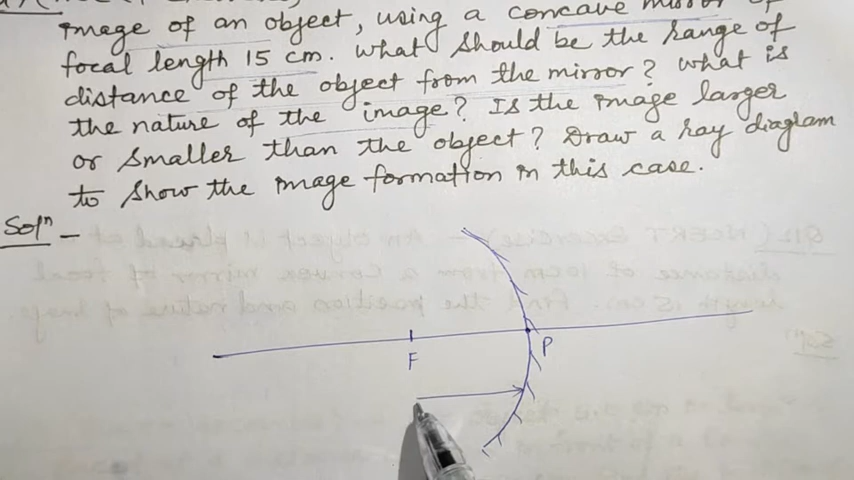 image of an object, using a concave mirror of
focal length 15 cm. What should be the range of
distance of the object from the mirror? What is
the nature of the image? Is the image larger
or smaller than the object? Draw a ray diagram
to show the image formation in this case.
Solⁿ –
F
P